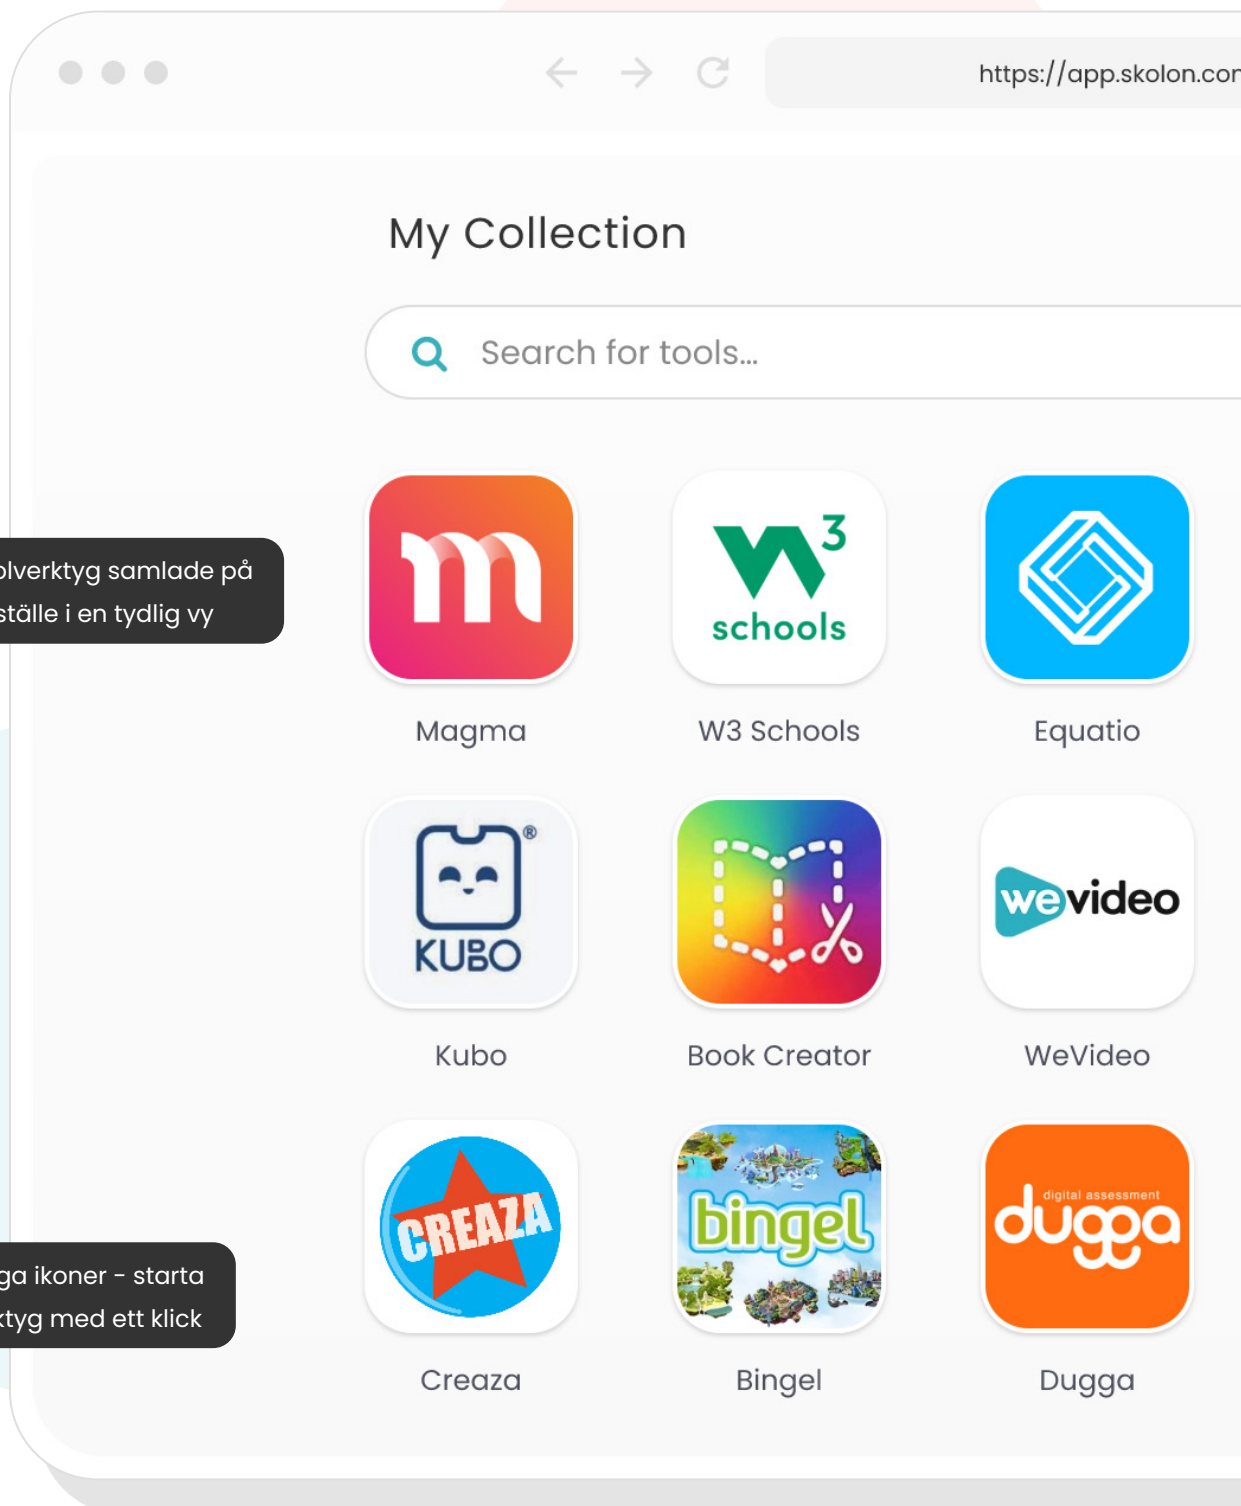 https://app.skolon.com
My Collection
Search for tools...
m
W3
schools
olverktyg samlade på
ställe i en tydlig vy
Magma
W3 Schools
Equatio
KUBO®
wevideo
Kubo
Book Creator
WeVideo
CREAZA
bingel
digital assessment
dugga
ga ikoner - starta
ktyg med ett klick
Creaza
Bingel
Dugga